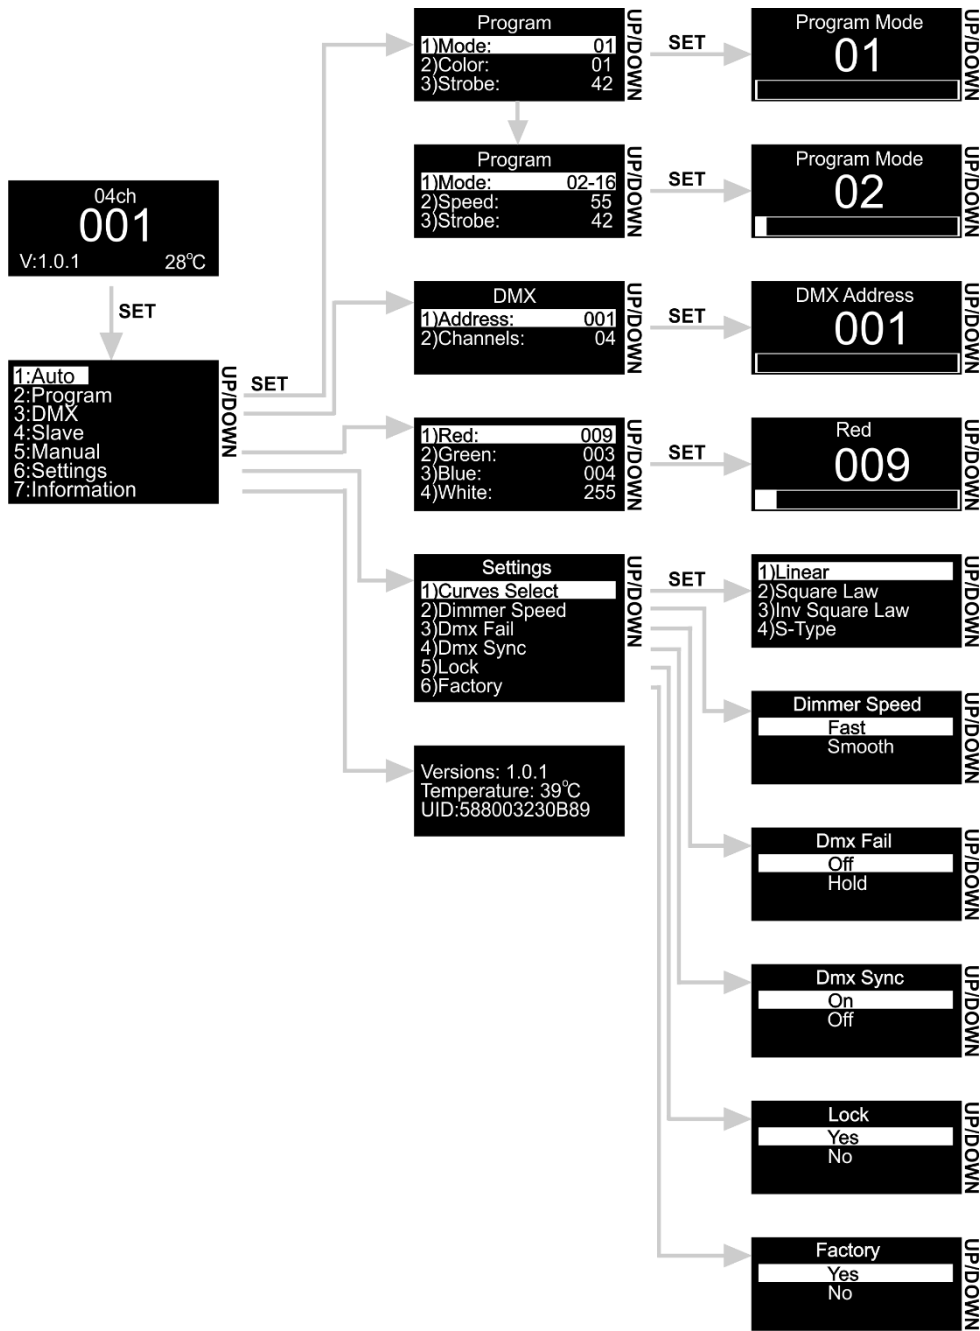 04ch
001
V:1.0.1 28°C
SET
1:Auto
2:Program
3:DMX
4:Slave
5:Manual
6:Settings
7:Information
UP/DOWN
SET
Program
1)Mode: 01
2)Color: 01
3)Strobe: 42
UP/DOWN
SET
Program Mode
01
UP/DOWN
Program
1)Mode: 02-16
2)Speed: 55
3)Strobe: 42
UP/DOWN
SET
Program Mode
02
UP/DOWN
DMX
1)Address: 001
2)Channels: 04
UP/DOWN
SET
DMX Address
001
UP/DOWN
1)Red: 009
2)Green: 003
3)Blue: 004
4)White: 255
UP/DOWN
SET
Red
009
UP/DOWN
Settings
1)Curves Select
2)Dimmer Speed
3)Dmx Fail
4)Dmx Sync
5)Lock
6)Factory
UP/DOWN
SET
1)Linear
2)Square Law
3)Inv Square Law
4)S-Type
UP/DOWN
Dimmer Speed
Fast
Smooth
UP/DOWN
Versions: 1.0.1
Temperature: 39°C
UID:588003230B89
Dmx Fail
Off
Hold
UP/DOWN
Dmx Sync
On
Off
UP/DOWN
Lock
Yes
No
UP/DOWN
Factory
Yes
No
UP/DOWN